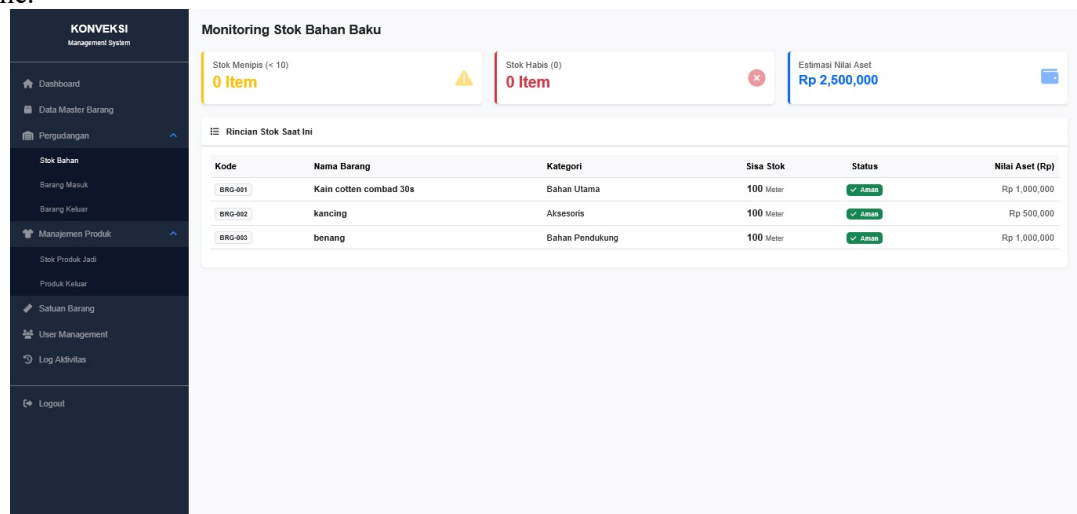 KONVEKSI
Management System
Dashboard
Data Master Barang
Pergudangan
Stok Bahan
Barang Masuk
Barang Keluar
Manajemen Produk
Stok Produk Jadi
Produk Keluar
Satuan Barang
User Management
Log Aktivitas
Logout
Monitoring Stok Bahan Baku
Stok Menipis (< 10)
0 Item
Stok Habis (0)
0 Item
Estimasi Nilai Aset
Rp 2,500,000
Rincian Stok Saat Ini
Kode Nama Barang Kategori Sisa Stok Status Nilai Aset (Rp)
BRG-001 Kain cotten combad 30s Bahan Utama 100 Meter Aman Rp 1,000,000
BRG-002 kancing Aksesoris 100 Meter Aman Rp 500,000
BRG-003 benang Bahan Pendukung 100 Meter Aman Rp 1,000,000